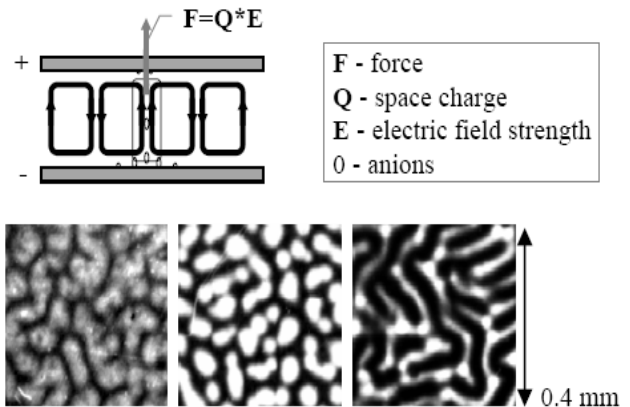 F=Q*E
+
-
F - force
Q - space charge
E - electric field strength
0 - anions
0.4 mm